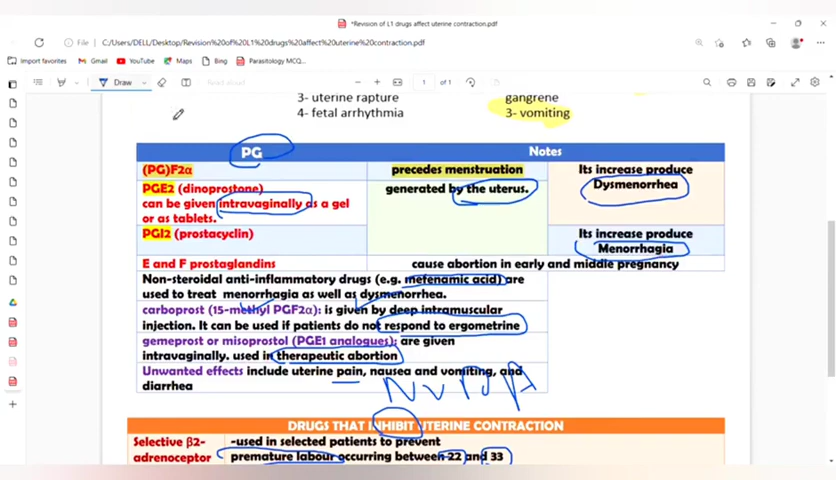 *Revision of L1 drugs affect uterine contraction.pdf
File
C:/Users/DELL/Desktop/Revision%20of%20L1%20drugs%20affect%20uterine%20contraction.pdf
Import favorites
Gmail
YouTube
Maps
Bing
Parasitology MCQ...
Draw
Read aloud
1
of 1
3- uterine rapture
gangrene
4- fetal arrhythmia
3- vomiting
PG
Notes
(PG)F2α
precedes menstruation
Its increase produce
Dysmenorrhea
PGE2 (dinoprostone)
generated by the uterus.
can be given intravaginally as a gel
or as tablets.
PGI2 (prostacyclin)
Its increase produce
Menorrhagia
E and F prostaglandins
cause abortion in early and middle pregnancy
Non-steroidal anti-inflammatory drugs (e.g. mefenamic acid) are
used to treat menorrhagia as well as dysmenorrhea.
carboprost (15-methyl PGF2α): is given by deep intramuscular
injection. It can be used if patients do not respond to ergometrine
gemeprost or misoprostol (PGE1 analogues): are given
intravaginally. used in therapeutic abortion
Unwanted effects include uterine pain, nausea and vomiting, and
diarrhea
DRUGS THAT INHIBIT UTERINE CONTRACTION
Selective β2-
-used in selected patients to prevent
adrenoceptor
premature labour occurring between 22 and 33